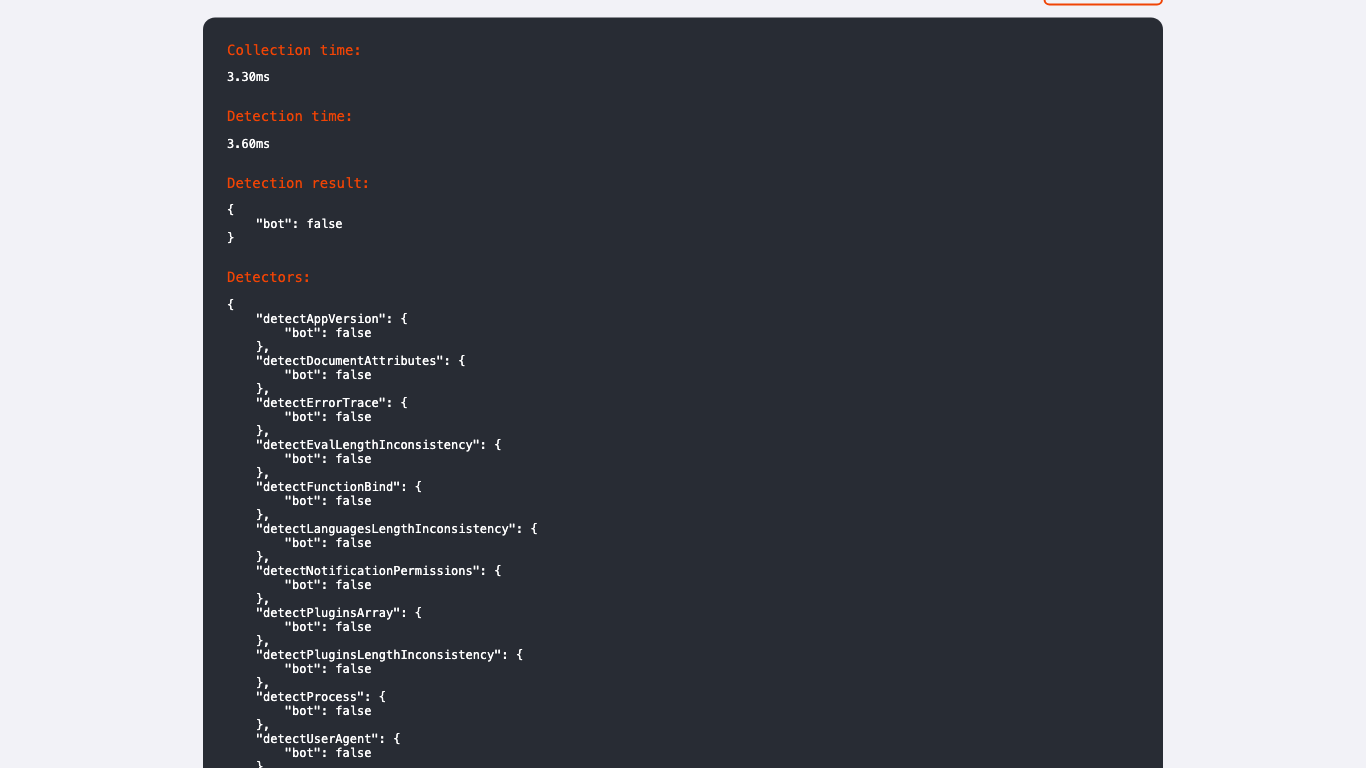 Collection time:
3.30ms
Detection time:
3.60ms
Detection result:
{
    "bot": false
}
Detectors:
{
    "detectAppVersion": {
        "bot": false
    },
    "detectDocumentAttributes": {
        "bot": false
    },
    "detectErrorTrace": {
        "bot": false
    },
    "detectEvalLengthInconsistency": {
        "bot": false
    },
    "detectFunctionBind": {
        "bot": false
    },
    "detectLanguagesLengthInconsistency": {
        "bot": false
    },
    "detectNotificationPermissions": {
        "bot": false
    },
    "detectPluginsArray": {
        "bot": false
    },
    "detectPluginsLengthInconsistency": {
        "bot": false
    },
    "detectProcess": {
        "bot": false
    },
    "detectUserAgent": {
        "bot": false
    }